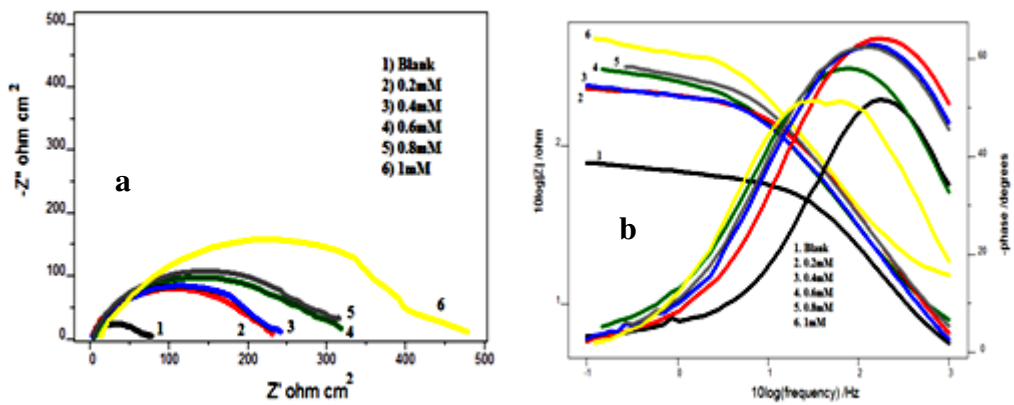 500
400
300
200
100
0
-Z" ohm cm2
a
1) Blank
2) 0.2mM
3) 0.4mM
4) 0.6mM
5) 0.8mM
6) 1mM
1
2
3
4
5
6
0
100
200
300
400
500
Z' ohm cm2
6
5
4
3
2
1
2
1
10log|Z| /ohm
b
1. Blank
2. 0.2mM
3. 0.4mM
4. 0.6mM
5. 0.8mM
6. 1mM
60
40
20
0
-phase /degrees
-1
0
1
2
3
10log(frequency) /Hz